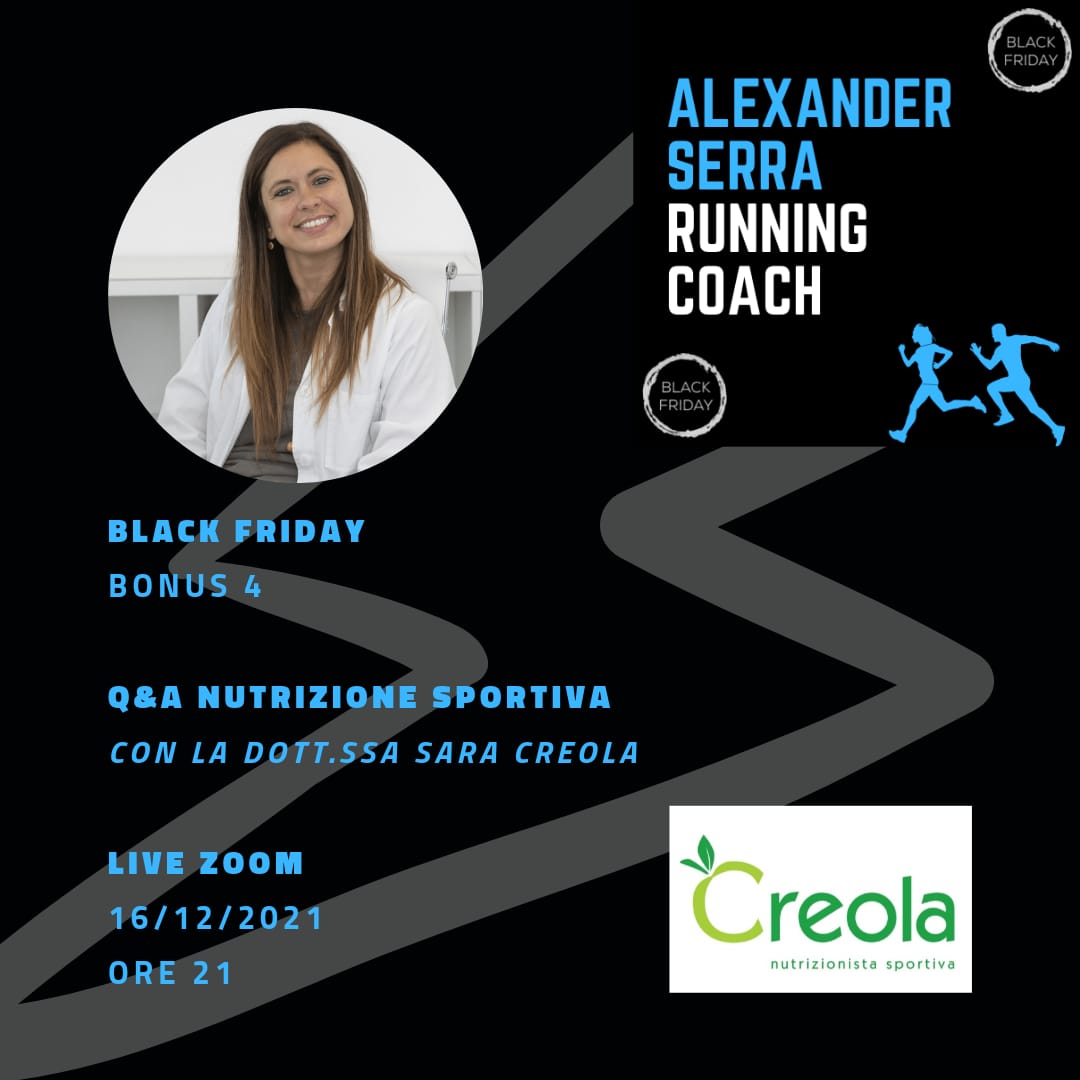 BLACK
FRIDAY
ALEXANDER
SERRA
RUNNING
COACH
BLACK
FRIDAY
BLACK FRIDAY
BONUS 4
Q&A NUTRIZIONE SPORTIVA
CON LA DOTT.SSA SARA CREOLA
LIVE ZOOM
16/12/2021
ORE 21
Creola
nutrizionista sportiva